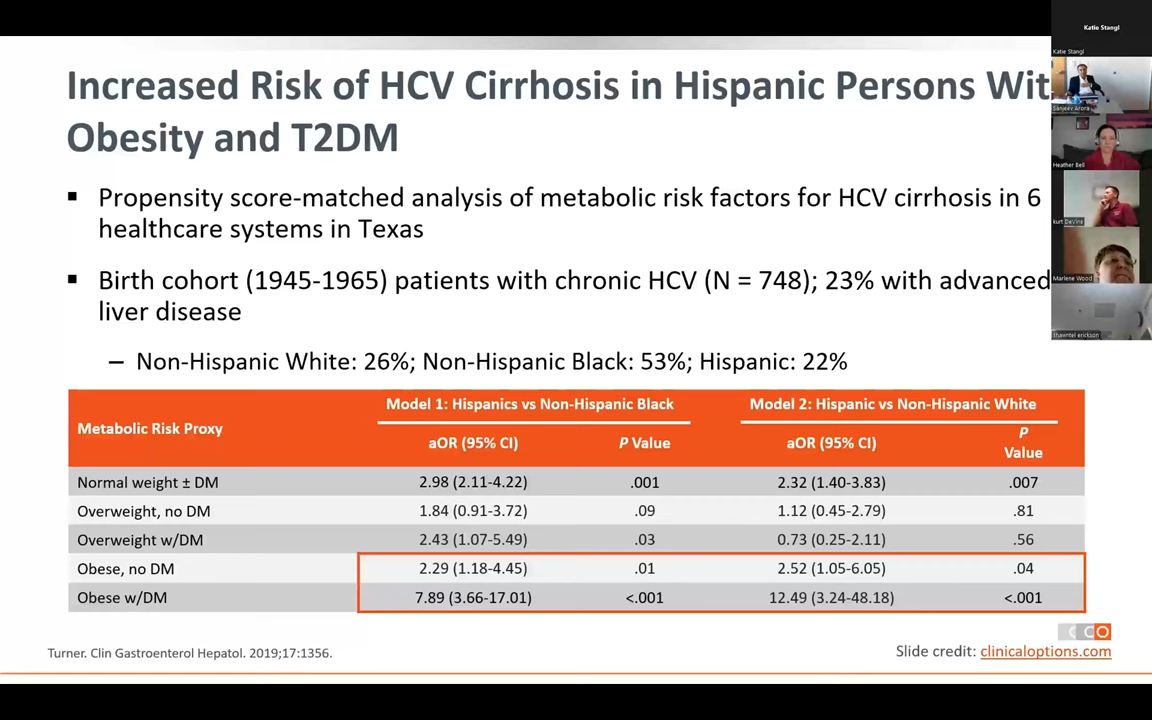 Increased Risk of HCV Cirrhosis in Hispanic Persons Wit
Obesity and T2DM
▪ Propensity score-matched analysis of metabolic risk factors for HCV cirrhosis in 6
healthcare systems in Texas
▪ Birth cohort (1945-1965) patients with chronic HCV (N = 748); 23% with advanced
liver disease
– Non-Hispanic White: 26%; Non-Hispanic Black: 53%; Hispanic: 22%
Metabolic Risk Proxy
Model 1: Hispanics vs Non-Hispanic Black
Model 2: Hispanic vs Non-Hispanic White
aOR (95% CI) P Value aOR (95% CI) P
Value
Normal weight ± DM 2.98 (2.11-4.22) .001 2.32 (1.40-3.83) .007
Overweight, no DM 1.84 (0.91-3.72) .09 1.12 (0.45-2.79) .81
Overweight w/DM 2.43 (1.07-5.49) .03 0.73 (0.25-2.11) .56
Obese, no DM 2.29 (1.18-4.45) .01 2.52 (1.05-6.05) .04
Obese w/DM 7.89 (3.66-17.01) <.001 12.49 (3.24-48.18) <.001
Turner. Clin Gastroenterol Hepatol. 2019;17:1356.
CCO
Slide credit: clinicaloptions.com
Katie Stangl
Katie Stangl
Sanjeev Arora
Heather Bell
kurt DeVine
Marlene Wood
Shawntel erickson